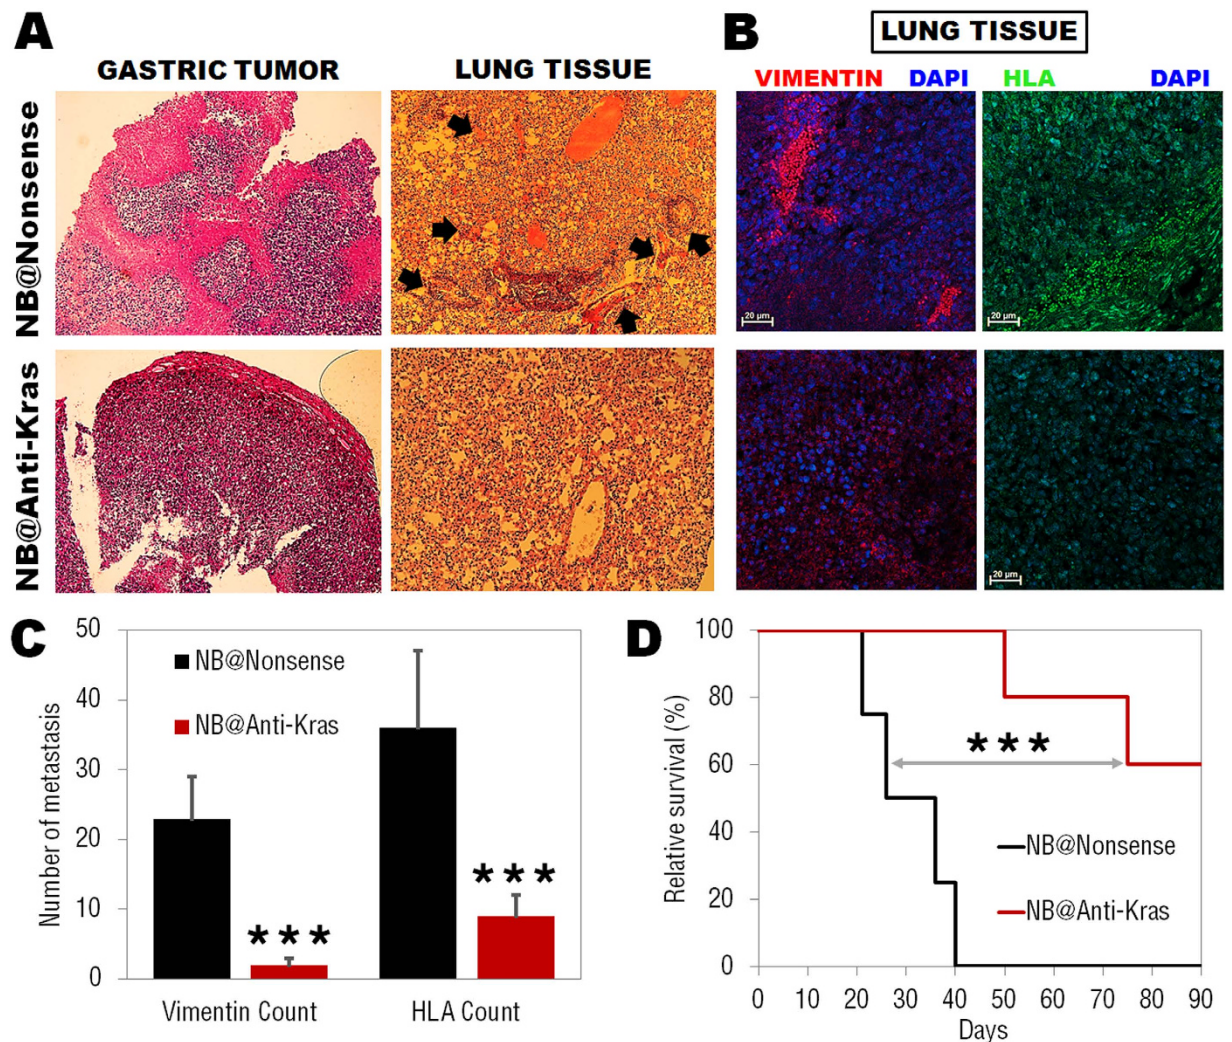 A
GASTRIC TUMOR
LUNG TISSUE
NB@Nonsense
NB@Anti-Kras
B
LUNG TISSUE
VIMENTIN DAPI
HLA DAPI
20 µm
20 µm
20 µm
C
Number of metastasis
50
40
30
20
10
0
NB@Nonsense
NB@Anti-Kras
***
***
Vimentin Count
HLA Count
D
Relative survival (%)
100
80
60
40
20
0
***
NB@Nonsense
NB@Anti-Kras
0 10 20 30 40 50 60 70 80 90
Days